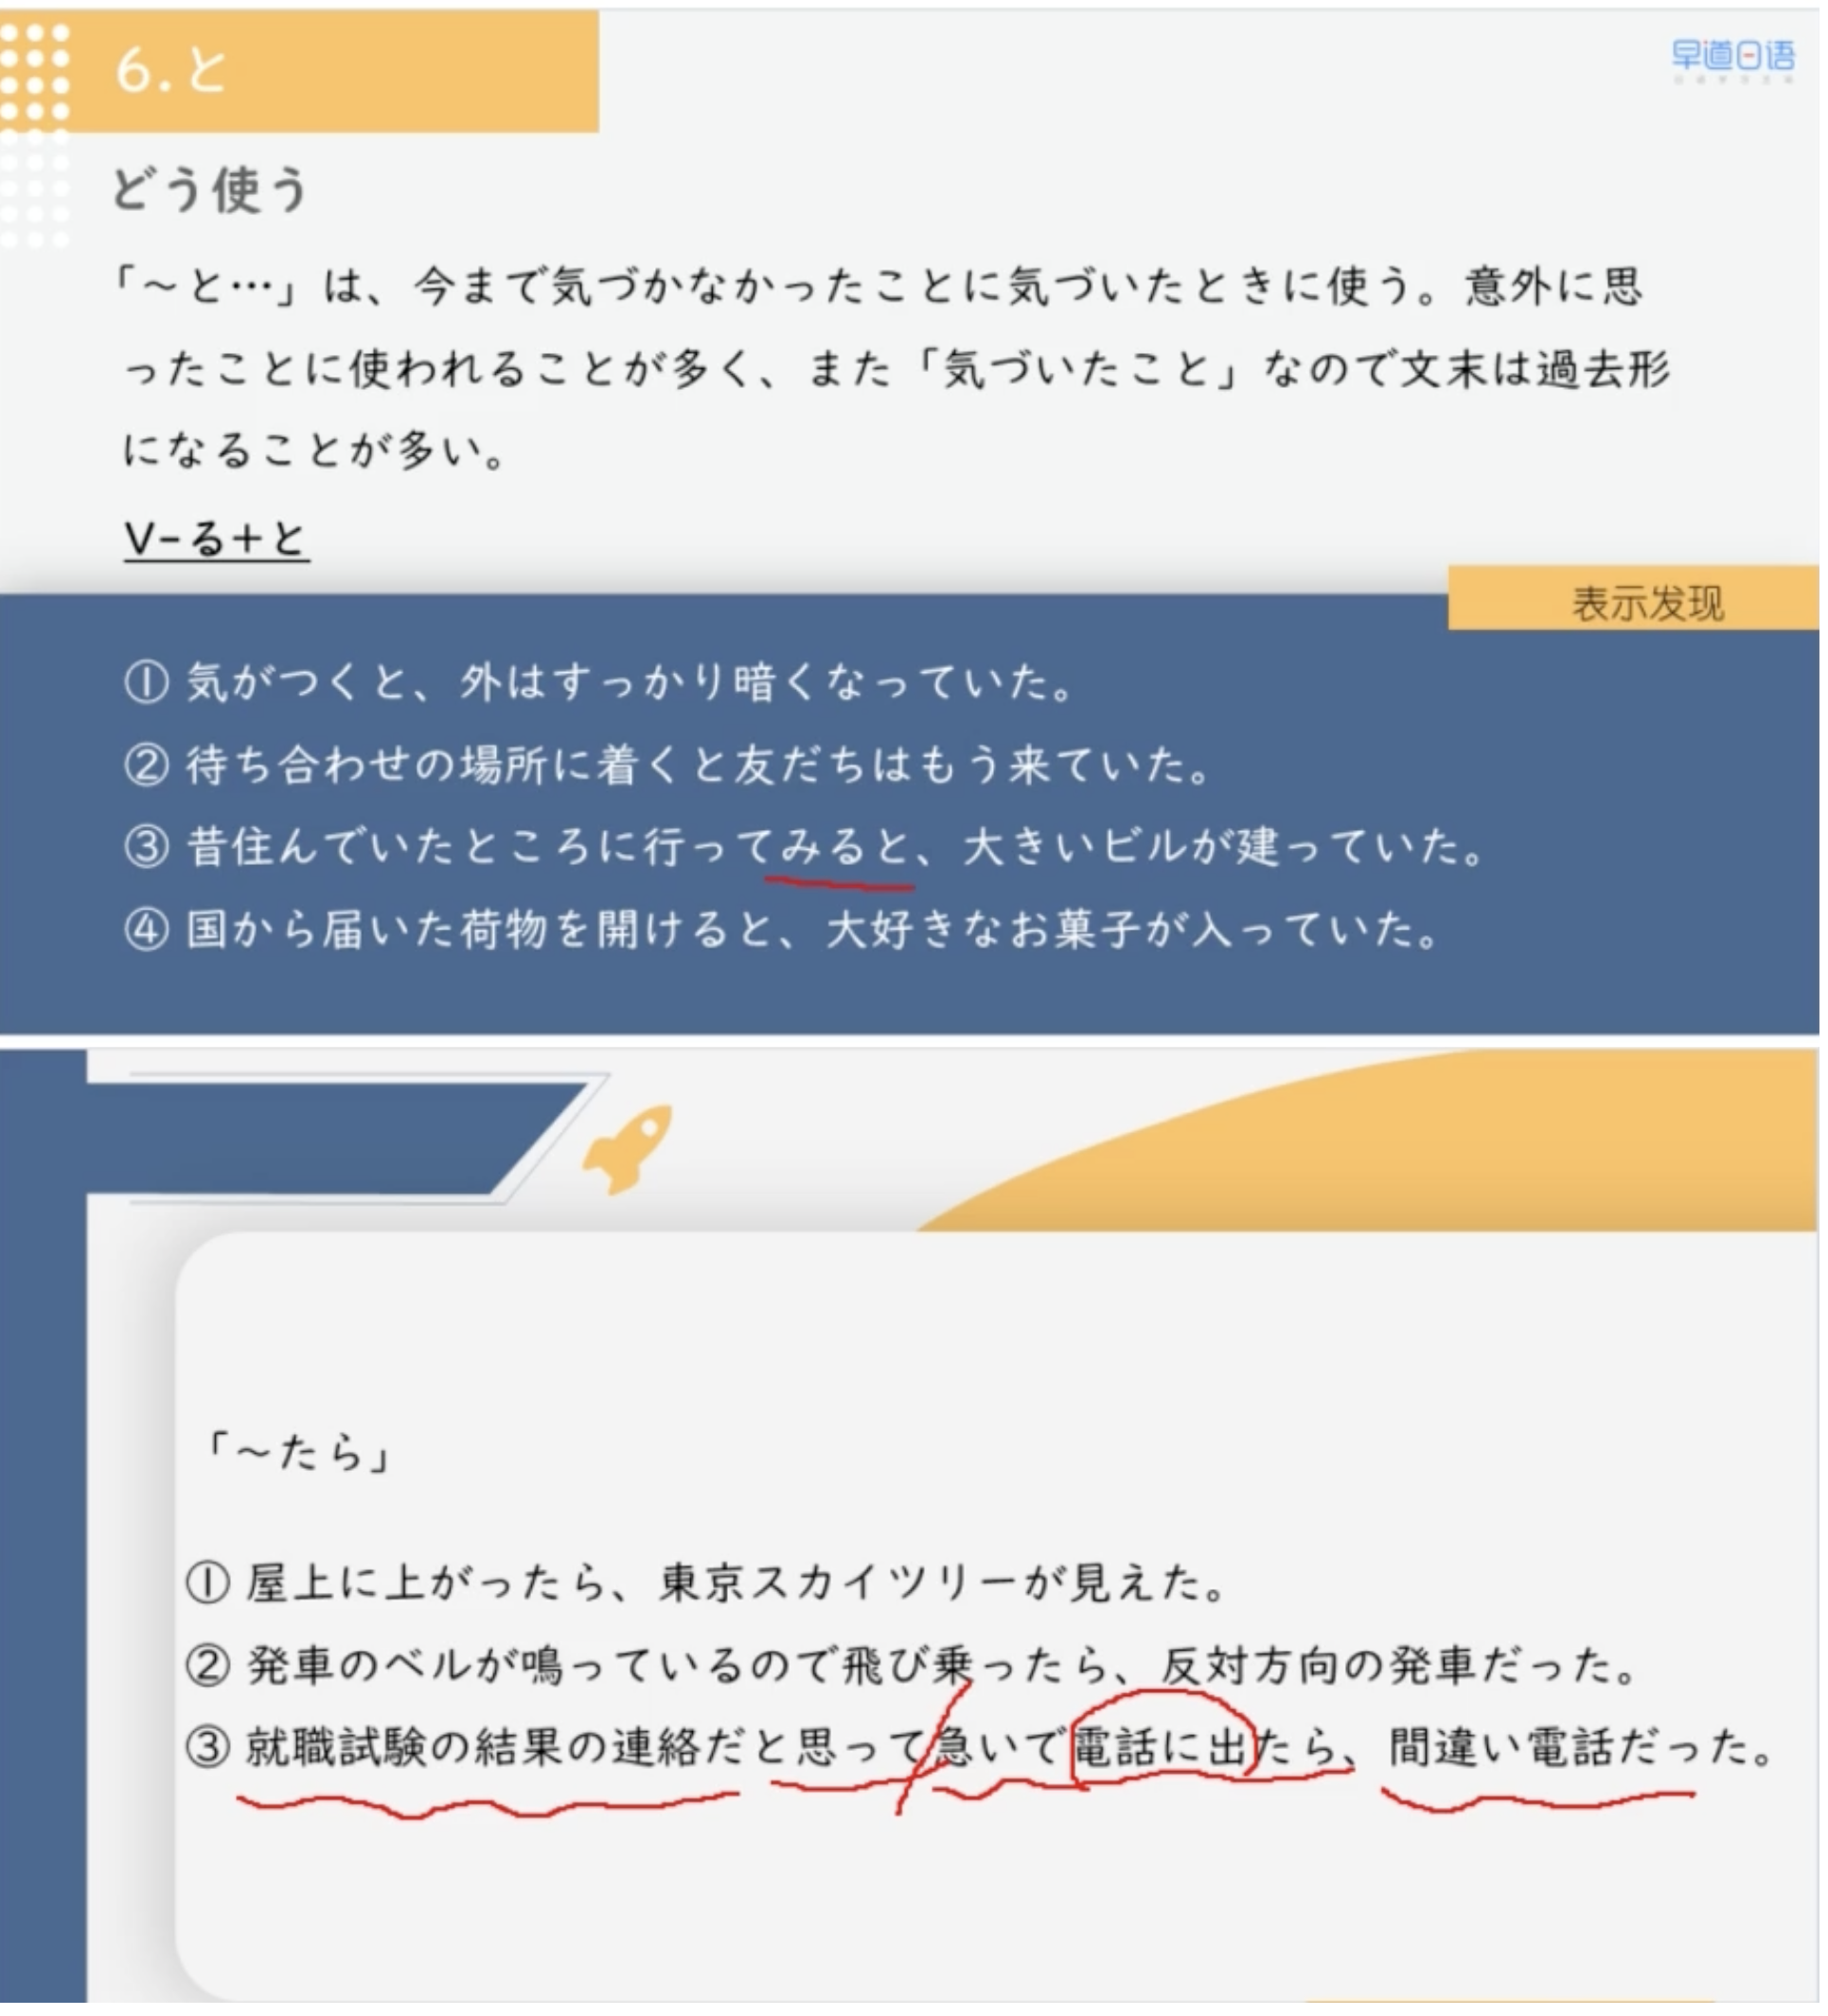 6.と
早道日语
どう使う
「~と…」は、今まで気づかなかったことに気づいたときに使う。意外に思
ったことに使われることが多く、また「気づいたこと」なので文末は過去形
になることが多い。
V-る+と
表示发现
① 気がつくと、外はすっかり暗くなっていた。
② 待ち合わせの場所に着くと友だちはもう来ていた。
③ 昔住んでいたところに行ってみると、大きいビルが建っていた。
④ 国から届いた荷物を開けると、大好きなお菓子が入っていた。
「~たら」
① 屋上に上がったら、東京スカイツリーが見えた。
② 発車のベルが鳴っているので飛び乗ったら、反対方向の発車だった。
③ 就職試験の結果の連絡だと思って急いで電話に出たら、間違い電話だった。